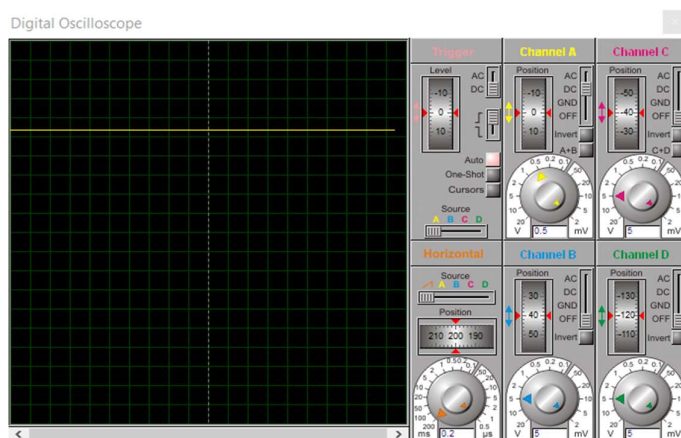 Digital Oscilloscope
Trigger
Level
-10
0
10
AC
DC
Auto
One-Shot
Cursors
Source
A B C D
Horizontal
Source
A B C D
Position
210 200 190
ms 0.2 µs
Channel A
Position
-10
0
10
AC
DC
GND
OFF
Invert
A+B
V 0.5 mV
Channel B
Position
30
40
50
AC
DC
GND
OFF
Invert
V 5 mV
Channel C
Position
-50
-40
-30
AC
DC
GND
OFF
Invert
C+D
V 5 mV
Channel D
Position
-130
-120
-110
AC
DC
GND
OFF
Invert
V 5 mV